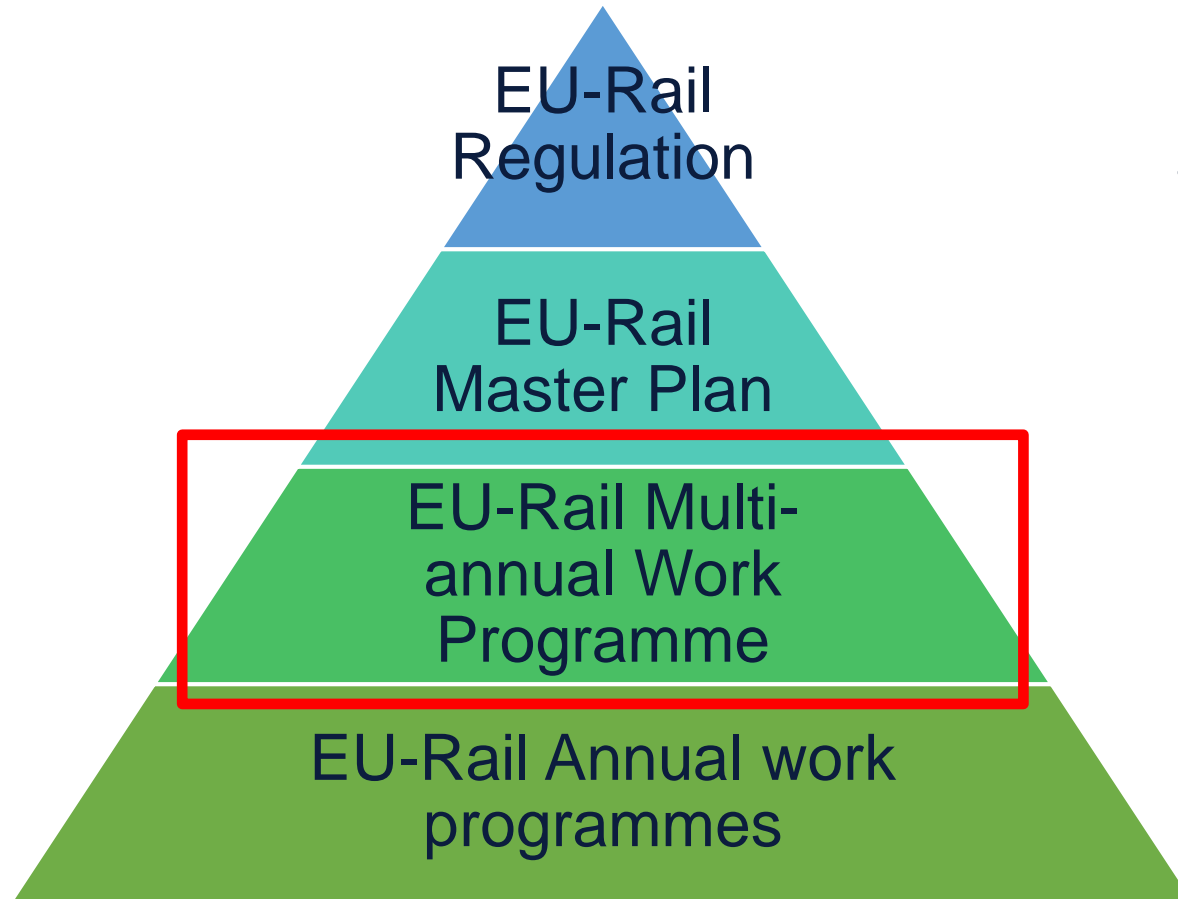 EU-Rail
Regulation
EU-Rail
Master Plan
EU-Rail Multi-
annual Work
Programme
EU-Rail Annual work
programmes